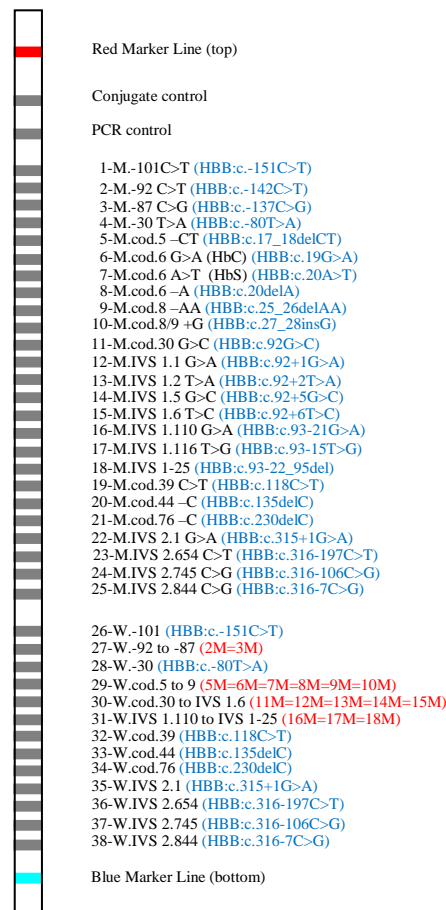 Red Marker Line (top)
Conjugate control
PCR control
1-M.-101C>T (HBB:c.-151C>T)
2-M.-92 C>T (HBB:c.-142C>T)
3-M.-87 C>G (HBB:c.-137C>G)
4-M.-30 T>A (HBB:c.-80T>A)
5-M.cod.5 –CT (HBB:c.17_18delCT)
6-M.cod.6 G>A (HbC) (HBB:c.19G>A)
7-M.cod.6 A>T (HbS) (HBB:c.20A>T)
8-M.cod.6 –A (HBB:c.20delA)
9-M.cod.8 –AA (HBB:c.25_26delAA)
10-M.cod.8/9 +G (HBB:c.27_28insG)
11-M.cod.30 G>C (HBB:c.92G>C)
12-M.IVS 1.1 G>A (HBB:c.92+1G>A)
13-M.IVS 1.2 T>A (HBB:c.92+2T>A)
14-M.IVS 1.5 G>C (HBB:c.92+5G>C)
15-M.IVS 1.6 T>C (HBB:c.92+6T>C)
16-M.IVS 1.110 G>A (HBB:c.93-21G>A)
17-M.IVS 1.116 T>G (HBB:c.93-15T>G)
18-M.IVS 1-25 (HBB:c.93-22_95del)
19-M.cod.39 C>T (HBB:c.118C>T)
20-M.cod.44 –C (HBB:c.135delC)
21-M.cod.76 –C (HBB:c.230delC)
22-M.IVS 2.1 G>A (HBB:c.315+1G>A)
23-M.IVS 2.654 C>T (HBB:c.316-197C>T)
24-M.IVS 2.745 C>G (HBB:c.316-106C>G)
25-M.IVS 2.844 C>G (HBB:c.316-7C>G)
26-W.-101 (HBB:c.-151C>T)
27-W.-92 to -87 (2M=3M)
28-W.-30 (HBB:c.-80T>A)
29-W.cod.5 to 9 (5M=6M=7M=8M=9M=10M)
30-W.cod.30 to IVS 1.6 (11M=12M=13M=14M=15M)
31-W.IVS 1.110 to IVS 1-25 (16M=17M=18M)
32-W.cod.39 (HBB:c.118C>T)
33-W.cod.44 (HBB:c.135delC)
34-W.cod.76 (HBB:c.230delC)
35-W.IVS 2.1 (HBB:c.315+1G>A)
36-W.IVS 2.654 (HBB:c.316-197C>T)
37-W.IVS 2.745 (HBB:c.316-106C>G)
38-W.IVS 2.844 (HBB:c.316-7C>G)
Blue Marker Line (bottom)